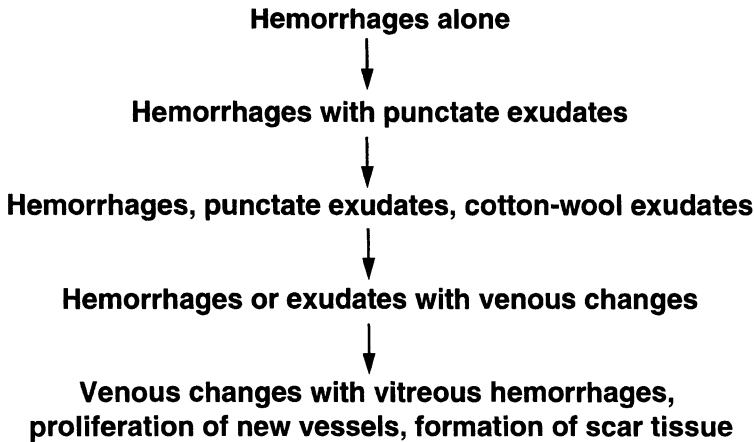 Hemorrhages alone
Hemorrhages with punctate exudates
Hemorrhages, punctate exudates, cotton-wool exudates
Hemorrhages or exudates with venous changes
Venous changes with vitreous hemorrhages,
proliferation of new vessels, formation of scar tissue